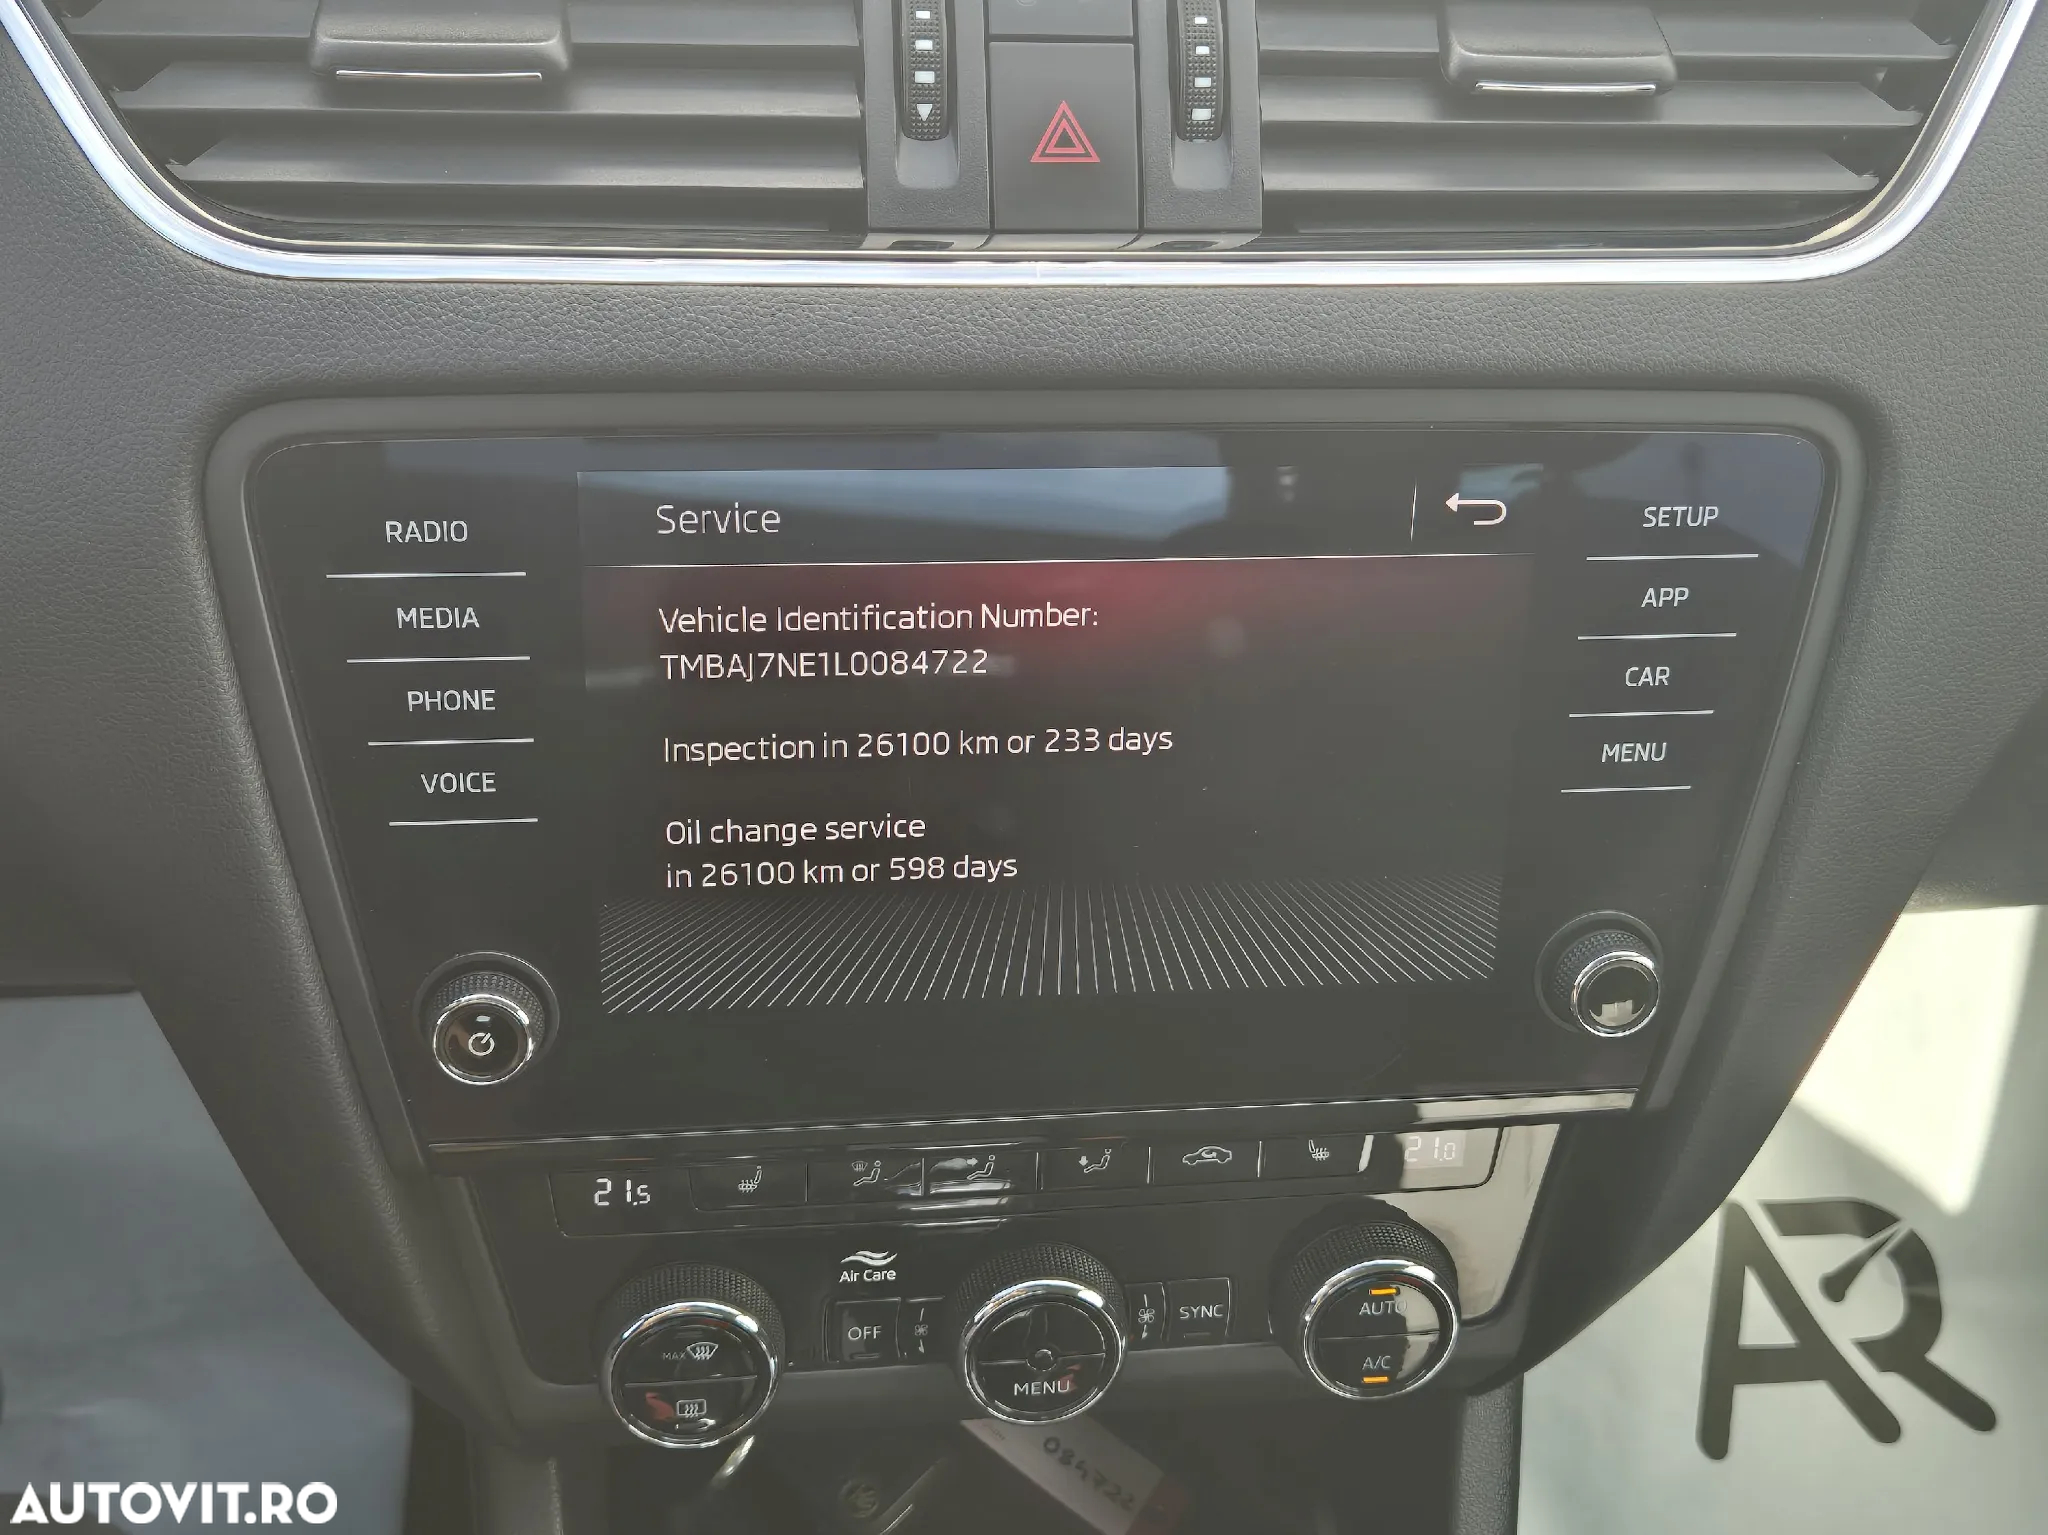 RADIO
MEDIA
PHONE
VOICE
Service
Vehicle Identification Number:
TMBAJ7NE1L0084722
Inspection in 26100 km or 233 days
Oil change service
in 26100 km or 598 days
SETUP
APP
CAR
MENU
21,5
21,0
Air Care
OFF
SYNC
AUTO
A/C
MAX
MENU
084722
AR
AUTOVIT.RO